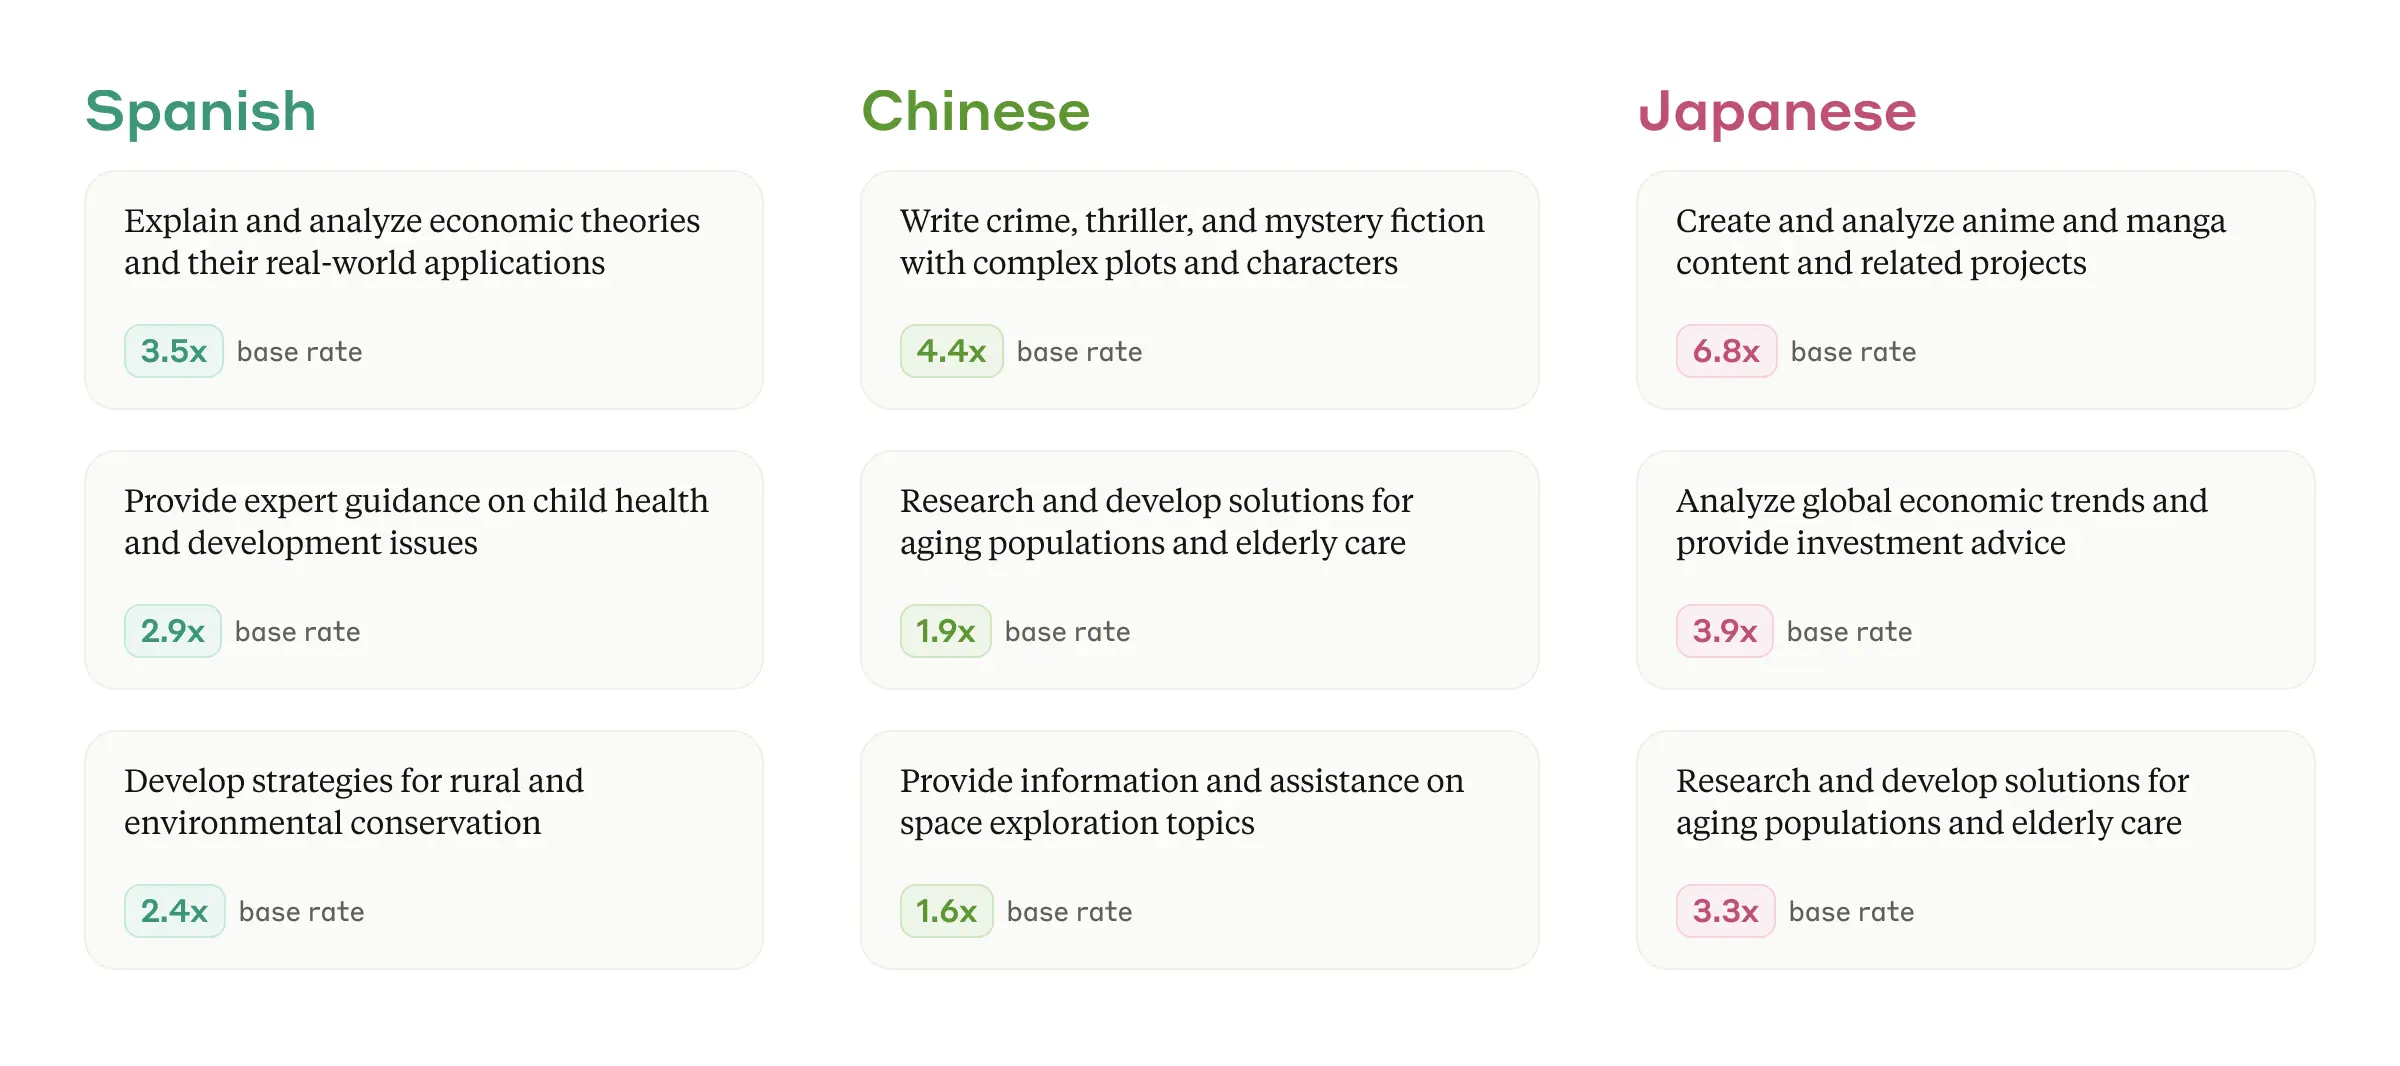 Spanish
Explain and analyze economic theories
and their real-world applications
3.5x base rate
Provide expert guidance on child health
and development issues
2.9x base rate
Develop strategies for rural and
environmental conservation
2.4x base rate
Chinese
Write crime, thriller, and mystery fiction
with complex plots and characters
4.4x base rate
Research and develop solutions for
aging populations and elderly care
1.9x base rate
Provide information and assistance on
space exploration topics
1.6x base rate
Japanese
Create and analyze anime and manga
content and related projects
6.8x base rate
Analyze global economic trends and
provide investment advice
3.9x base rate
Research and develop solutions for
aging populations and elderly care
3.3x base rate